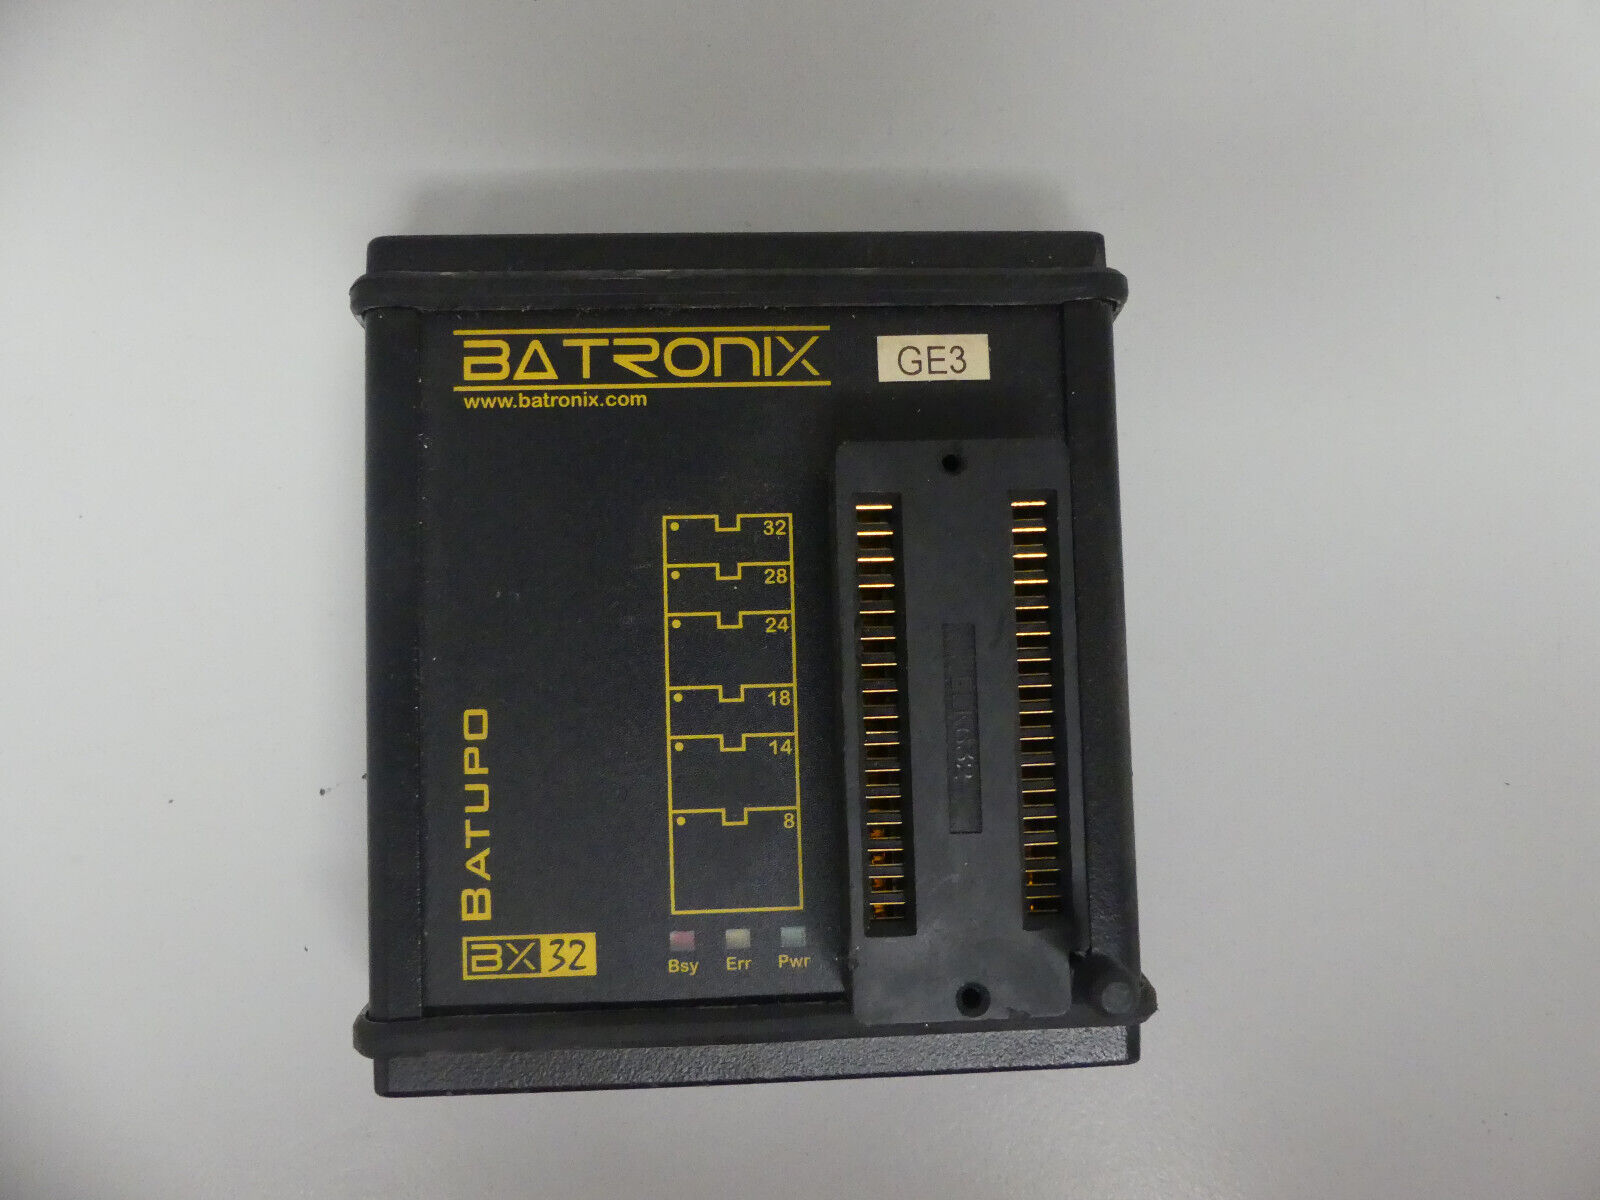 BATRONIX
www.batronix.com
GE3
32
28
24
18
14
8
BATUPO
BX32
Bsy Err Pwr